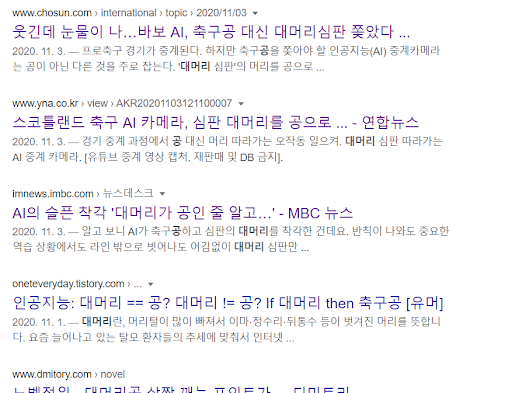 www.chosun.com › international › topic › 2020/11/03
웃긴데 눈물이 나...바보 AI, 축구공 대신 대머리심판 쫒았다 ...
2020. 11. 3. — 프로축구 경기가 중계된다. 하지만 축구공을 쫓아야 할 인공지능(AI) 중계카메라
는 공이 아닌 다른 것을 주로 잡는다. '대머리 심판'의 머리를 공으로 ...
www.yna.co.kr › view › AKR20201103121100007
스코틀랜드 축구 AI 카메라, 심판 대머리를 공으로 ... - 연합뉴스
2020. 11. 3. — 경기 중계 과정에서 공 대신 머리 따라가는 오작동 일으켜. 대머리 심판 따라가는
AI 중계 카메라. [유튜브 중계 영상 캡처. 재판매 및 DB 금지].
imnews.imbc.com › 뉴스데스크
AI의 슬픈 착각 '대머리가 공인 줄 알고...' - MBC 뉴스
2020. 11. 3. — 알고 보니 AI가 축구공하고 심판의 대머리를 착각한 건데요. 반칙이 나와도 중요한
역습 상황에서도 라인 밖으로 벗어나도 어김없이 대머리 심판만 ...
oneteveryday.tistory.com › ...
인공지능: 대머리 == 공? 대머리 != 공? If 대머리 then 축구공 [유머]
2020. 11. 1. — 대머리란, 머리털이 많이 빠져서 이마·정수리·뒤통수 등이 벗겨진 머리를 뜻합니
다. 요즘 늘어나고 있는 탈모 환자들의 추세에 맞춰서 인터넷 ...
www.dmitory.com › novel